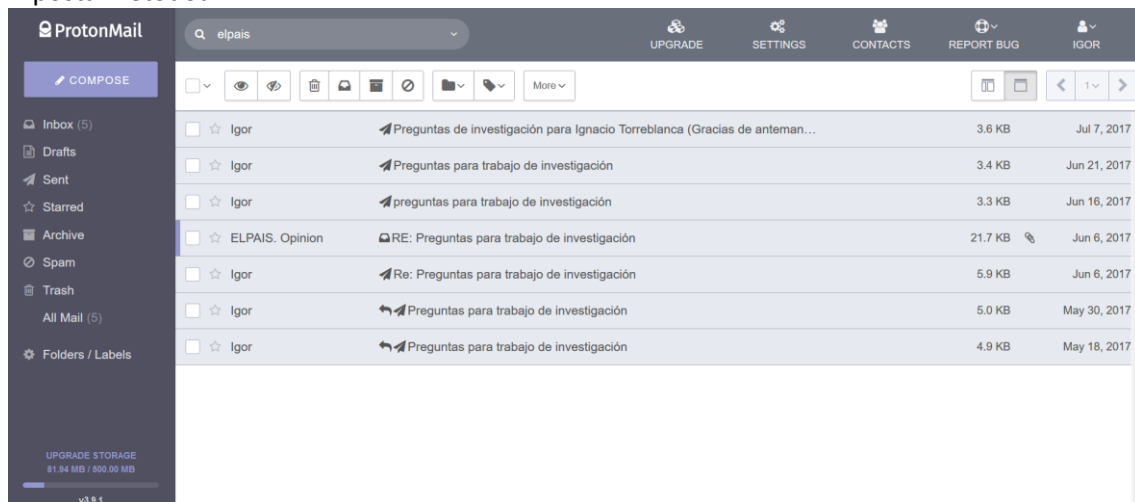 ProtonMail
elpais
UPGRADE
SETTINGS
CONTACTS
REPORT BUG
IGOR
COMPOSE
More
1
Inbox (5)
Drafts
Sent
Starred
Archive
Spam
Trash
All Mail (5)
Folders / Labels
UPGRADE STORAGE
61.94 MB / 500.00 MB
v3.9.1
Igor Preguntas de investigación para Ignacio Torreblanca (Gracias de anteman... 3.6 KB Jul 7, 2017
Igor Preguntas para trabajo de investigación 3.4 KB Jun 21, 2017
Igor preguntas para trabajo de investigación 3.3 KB Jun 16, 2017
ELPAIS. Opinion RE: Preguntas para trabajo de investigación 21.7 KB Jun 6, 2017
Igor Re: Preguntas para trabajo de investigación 5.9 KB Jun 6, 2017
Igor Preguntas para trabajo de investigación 5.0 KB May 30, 2017
Igor Preguntas para trabajo de investigación 4.9 KB May 18, 2017